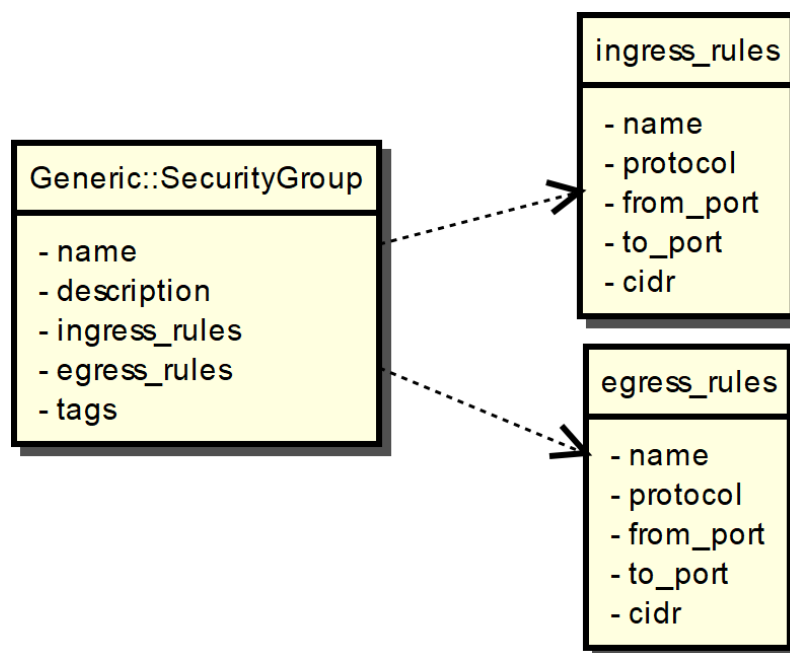 Generic::SecurityGroup
- name
- description
- ingress_rules
- egress_rules
- tags
ingress_rules
- name
- protocol
- from_port
- to_port
- cidr
egress_rules
- name
- protocol
- from_port
- to_port
- cidr